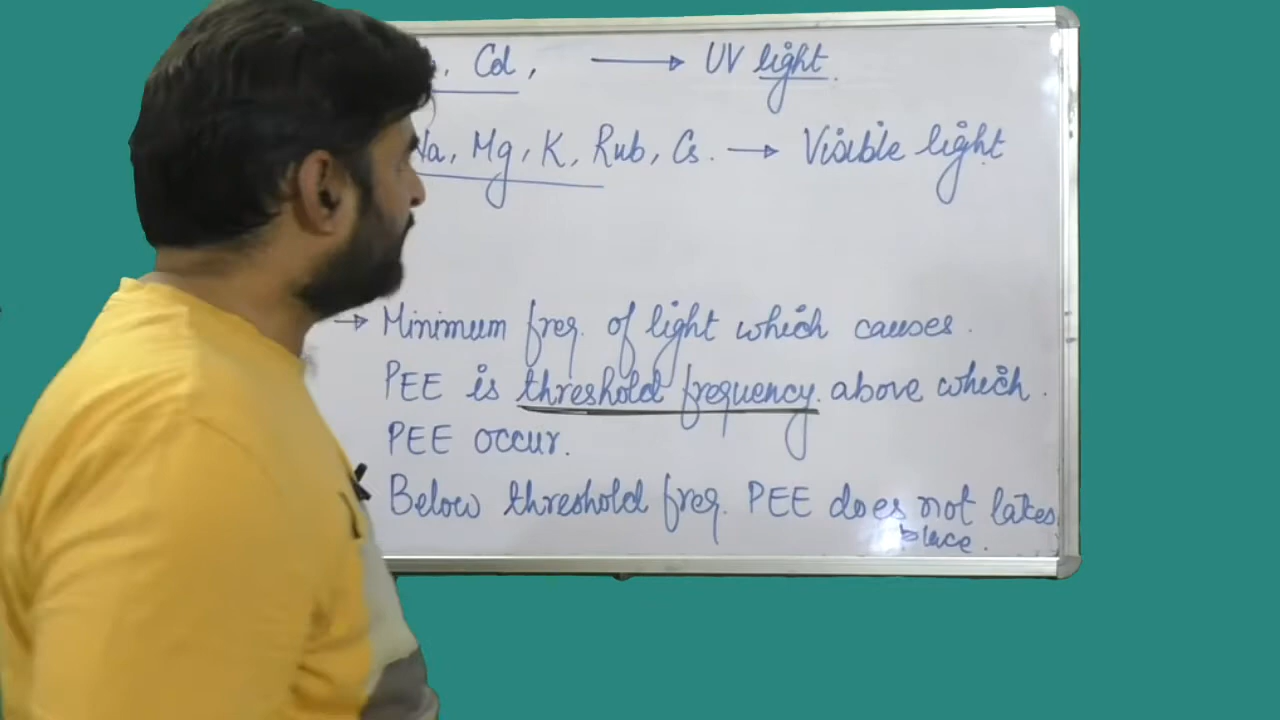 , Cd, → UV light.
Na, Mg, K, Rub, Cs. → Visible light
→ Minimum freq. of light which causes.
PEE is threshold frequency. above which.
PEE occur.
Below threshold freq. PEE does not takes
place.